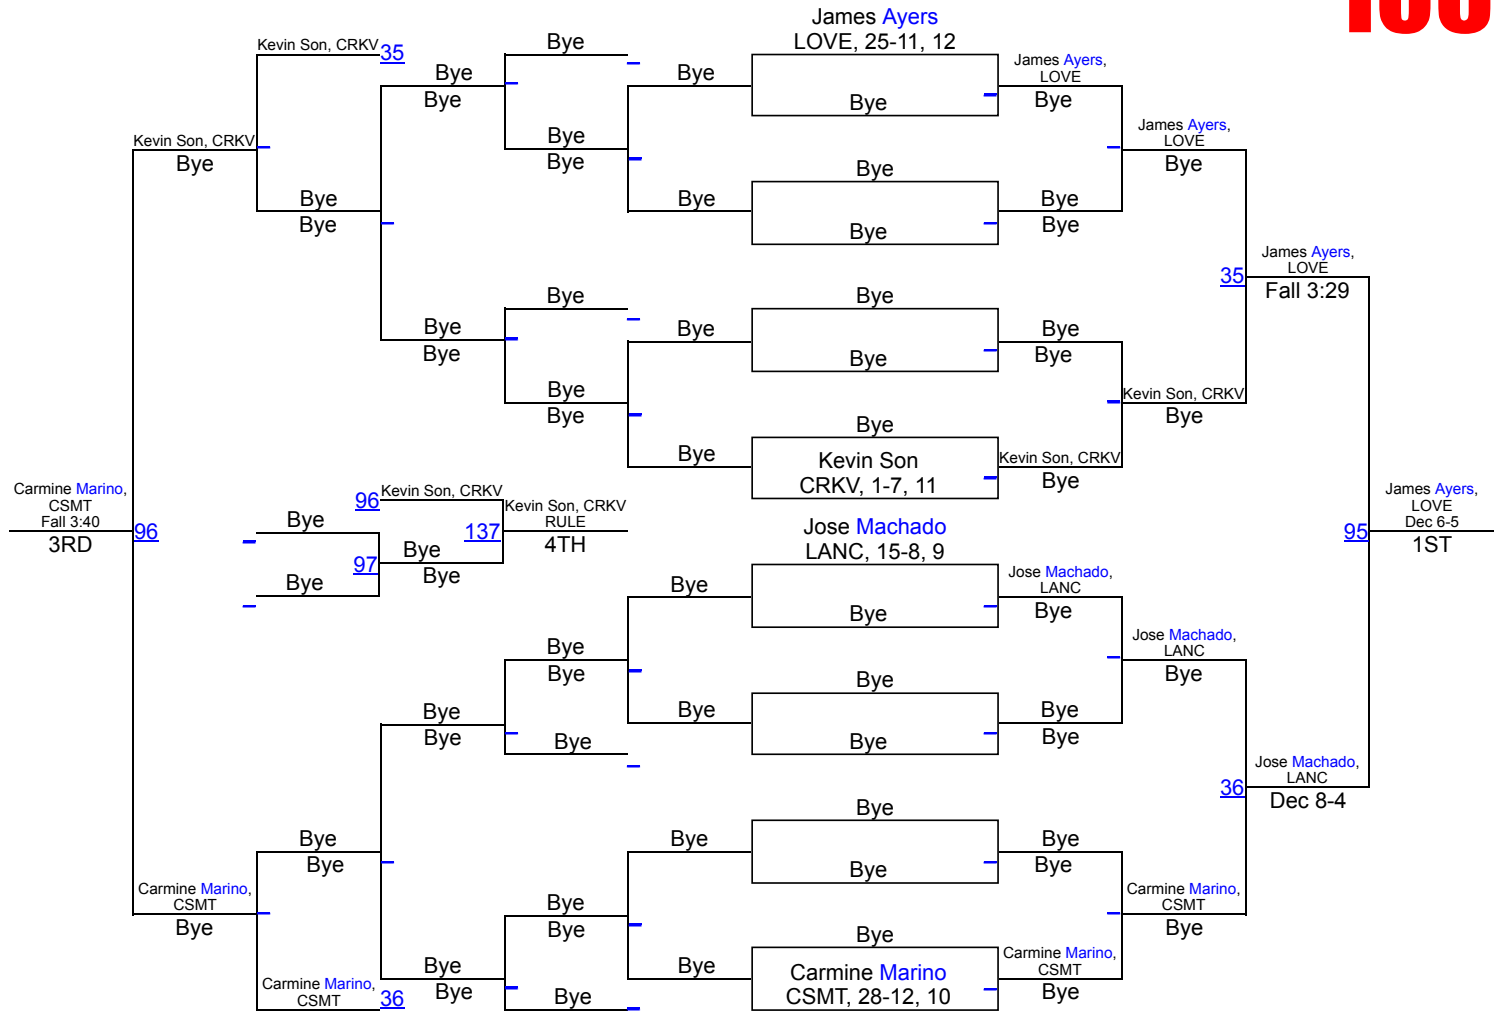 James Ayers
LOVE, 25-11, 12
Kevin Son, CRKV
35
Bye
Bye
Bye
Bye
Bye
James Ayers,
LOVE
Bye
Bye
Kevin Son, CRKV
Bye
Bye
Bye
James Ayers,
LOVE
Bye
Bye
Bye
Bye
Bye
Bye
Bye
Bye
Bye
James Ayers,
LOVE
Fall 3:29
35
Bye
Bye
Bye
Bye
Bye
Bye
Bye
Bye
Bye
Bye
Kevin Son, CRKV
Bye
Bye
Bye
Kevin Son
CRKV, 1-7, 11
Kevin Son, CRKV
Bye
Carmine Marino,
CSMT
Fall 3:40
3RD
96
96
Kevin Son, CRKV
Bye
97
Bye
Bye
Bye
137
Kevin Son, CRKV
RULE
4TH
James Ayers,
LOVE
Dec 6-5
1ST
95
Jose Machado
LANC, 15-8, 9
Bye
Bye
Jose Machado,
LANC
Bye
Bye
Bye
Jose Machado,
LANC
Bye
Bye
Bye
Bye
Bye
Bye
Bye
Bye
Bye
Bye
Jose Machado,
LANC
Dec 8-4
36
Bye
Bye
Bye
Bye
Bye
Bye
Bye
Carmine Marino,
CSMT
Bye
Bye
Bye
Carmine Marino,
CSMT
Bye
Bye
Bye
Bye
Bye
Carmine Marino
CSMT, 28-12, 10
Carmine Marino,
CSMT
Bye
Carmine Marino,
CSMT
36
Bye